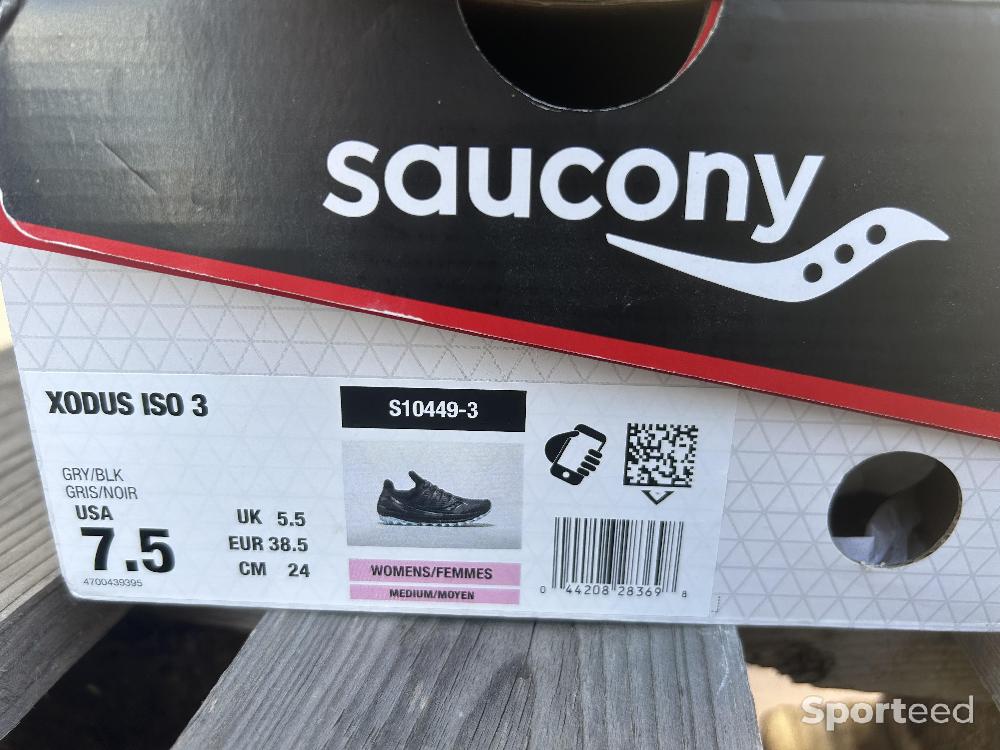 saucony
XODUS ISO 3
S10449-3
GRY/BLK
GRIS/NOIR
USA
7.5
UK 5.5
EUR 38.5
CM 24
4700439395
WOMENS/FEMMES
MEDIUM/MOYEN
0 44208 28369 8
Sporteed